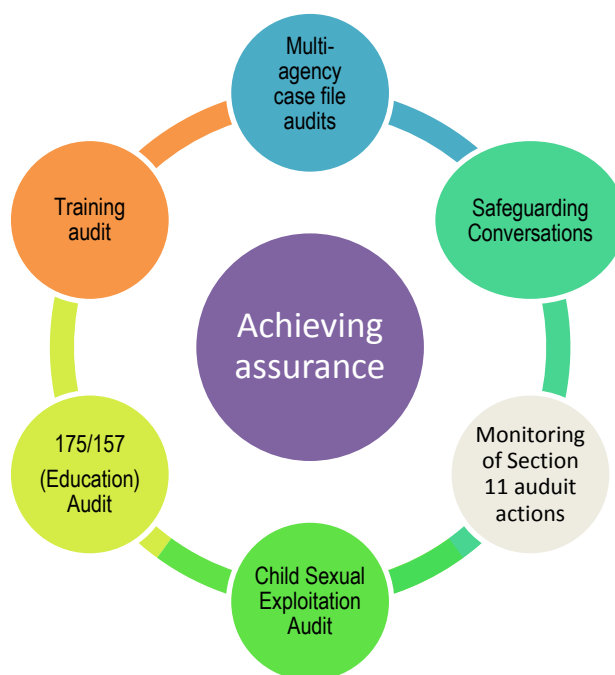 Multi-
agency
case file
audits
Safeguarding
Conversations
Monitoring
of Section
11 auduit
actions
Child Sexual
Exploitation
Audit
175/157
(Education)
Audit
Training
audit
Achieving
assurance